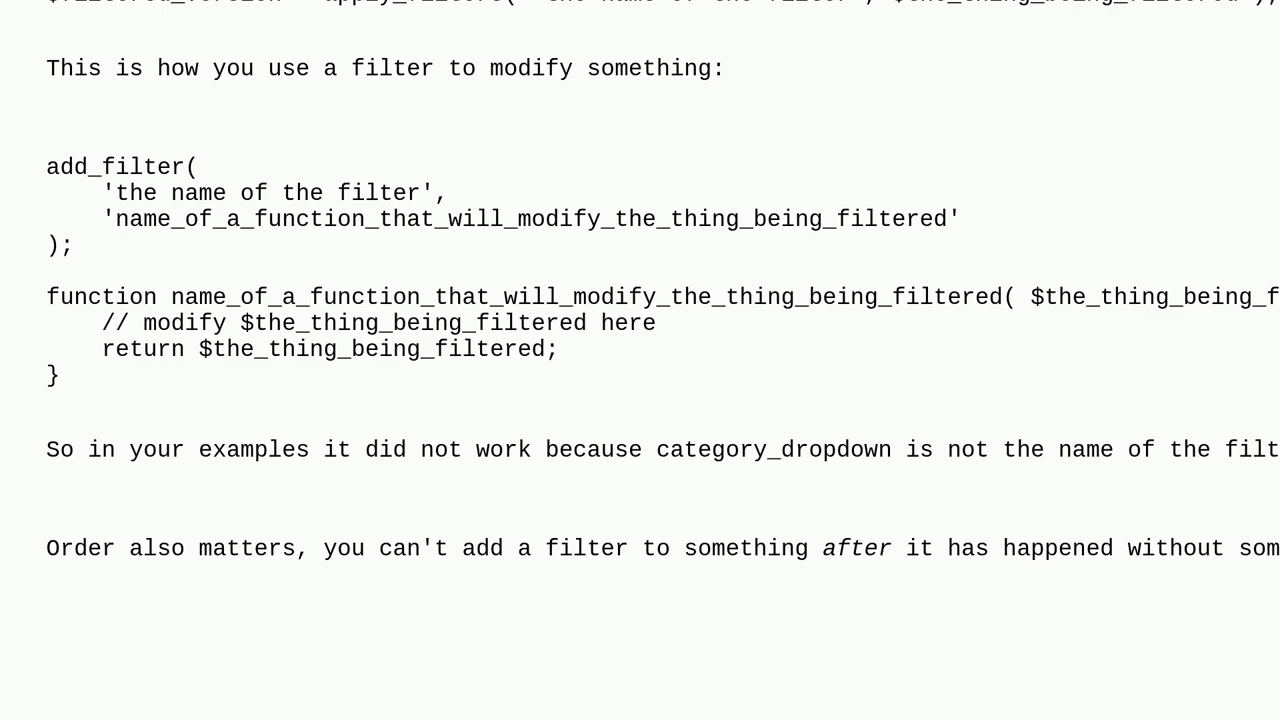 This is how you use a filter to modify something:
add_filter(
    'the name of the filter',
    'name_of_a_function_that_will_modify_the_thing_being_filtered'
);
function name_of_a_function_that_will_modify_the_thing_being_filtered( $the_thing_being_f
    // modify $the_thing_being_filtered here
    return $the_thing_being_filtered;
}
So in your examples it did not work because category_dropdown is not the name of the filt
Order also matters, you can't add a filter to something after it has happened without som